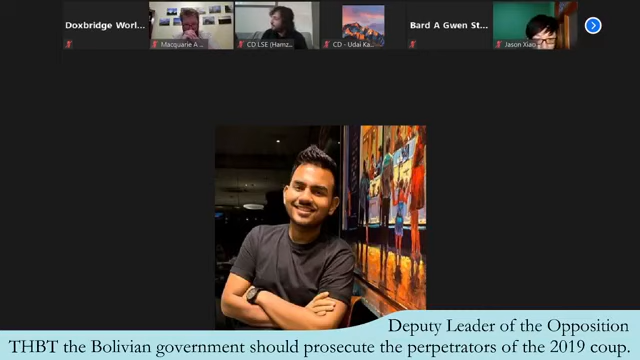 Doxbridge Worl...
Macquarie A ...
CD LSE (Hamz...
CD - Udai Ka...
Bard A Gwen St...
Jason Xiao
Deputy Leader of the Opposition
THBT the Bolivian government should prosecute the perpetrators of the 2019 coup.